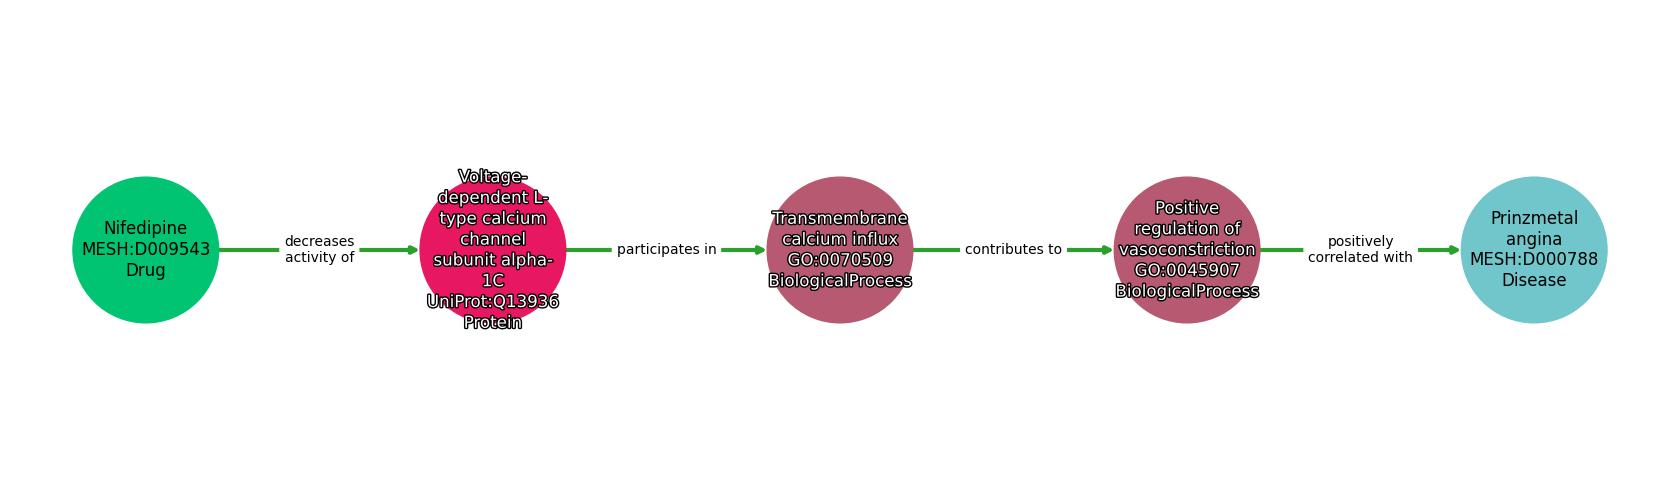 Nifedipine
MESH:D009543
Drug
decreases
activity of
Voltage-
dependent L-
type calcium
channel
subunit alpha-
1C
UniProt:Q13936
Protein
participates in
Transmembrane
calcium influx
GO:0070509
BiologicalProcess
contributes to
Positive
regulation of
vasoconstriction
GO:0045907
BiologicalProcess
positively
correlated with
Prinzmetal
angina
MESH:D000788
Disease